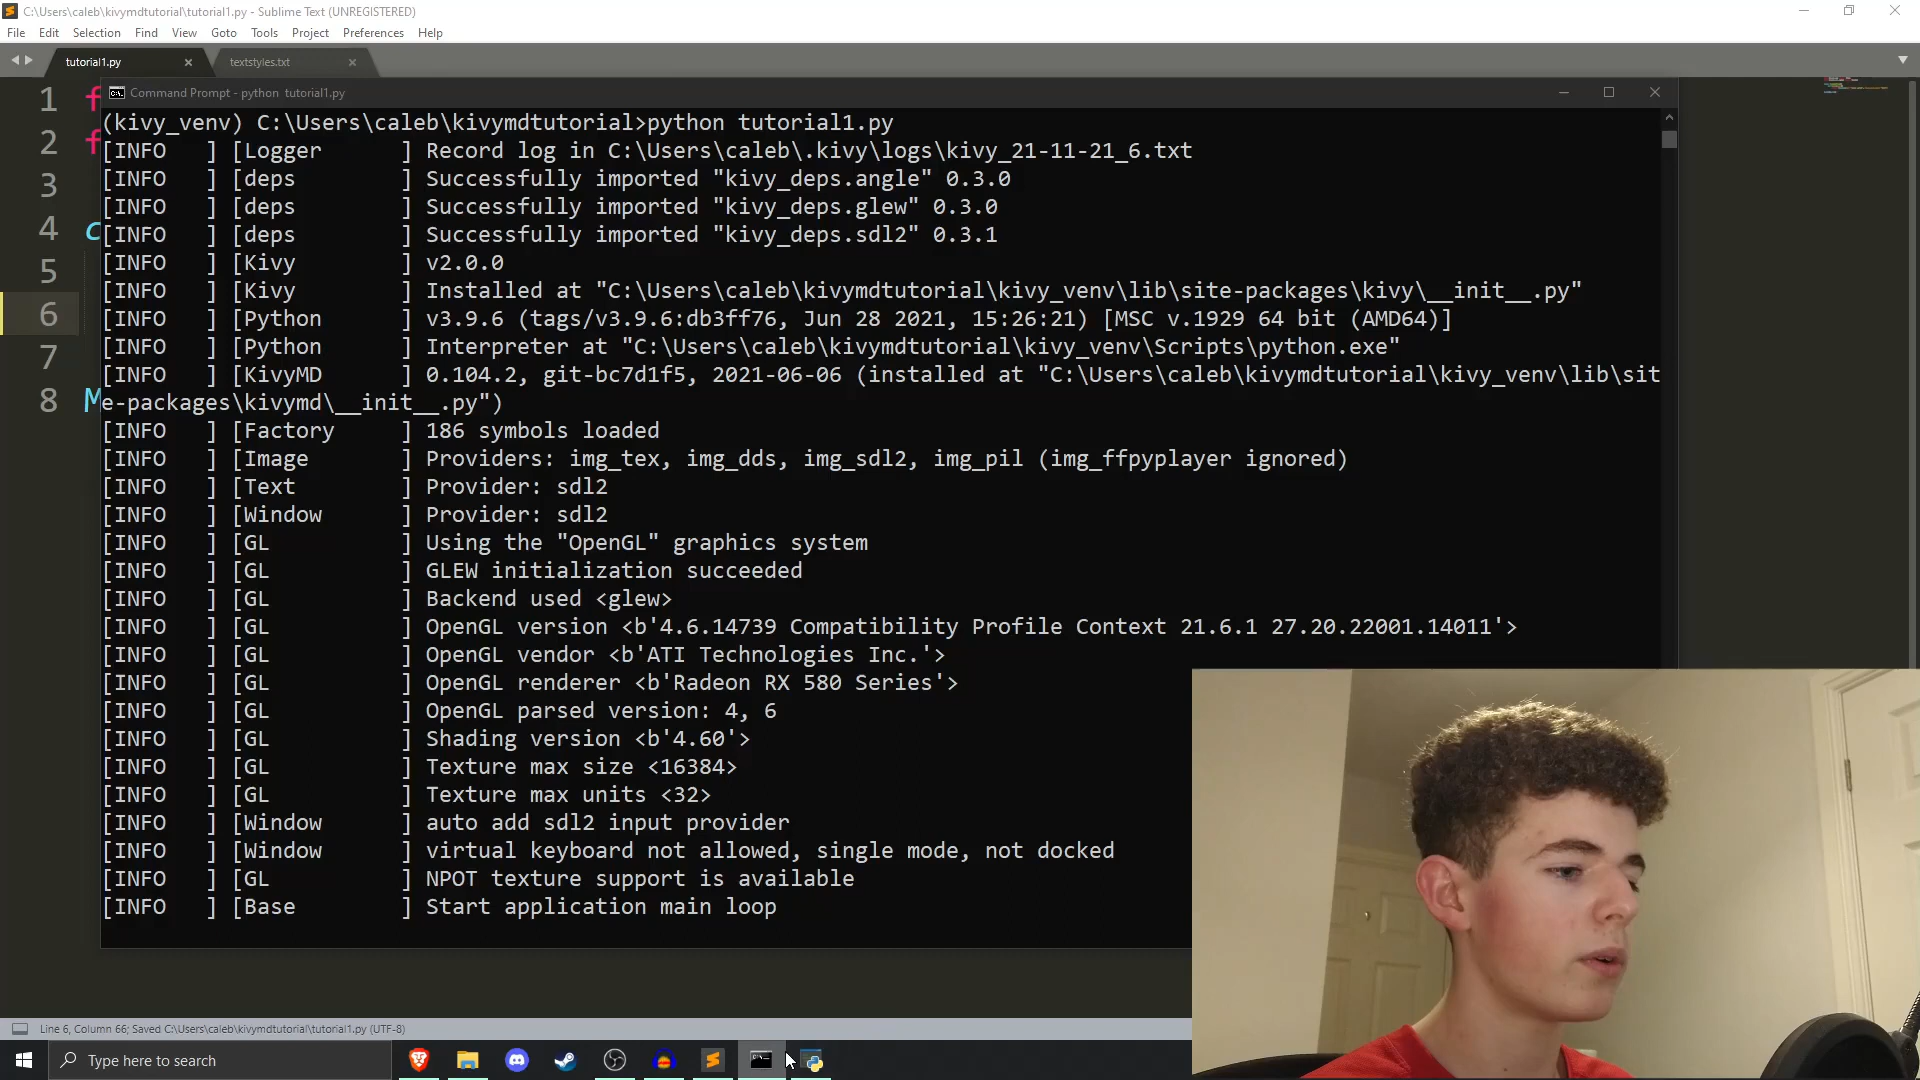 C:\Users\caleb\kivymdtutorial\tutorial1.py - Sublime Text (UNREGISTERED)
File Edit Selection Find View Goto Tools Project Preferences Help
tutorial1.py
textstyles.txt
1 f
2 f
3
4 c
5
6
7
8 M
Command Prompt - python tutorial1.py
(kivy_venv) C:\Users\caleb\kivymdtutorial>python tutorial1.py
[INFO   ] [Logger      ] Record log in C:\Users\caleb\.kivy\logs\kivy_21-11-21_6.txt
[INFO   ] [deps        ] Successfully imported "kivy_deps.angle" 0.3.0
[INFO   ] [deps        ] Successfully imported "kivy_deps.glew" 0.3.0
[INFO   ] [deps        ] Successfully imported "kivy_deps.sdl2" 0.3.1
[INFO   ] [Kivy        ] v2.0.0
[INFO   ] [Kivy        ] Installed at "C:\Users\caleb\kivymdtutorial\kivy_venv\lib\site-packages\kivy\__init__.py"
[INFO   ] [Python      ] v3.9.6 (tags/v3.9.6:db3ff76, Jun 28 2021, 15:26:21) [MSC v.1929 64 bit (AMD64)]
[INFO   ] [Python      ] Interpreter at "C:\Users\caleb\kivymdtutorial\kivy_venv\Scripts\python.exe"
[INFO   ] [KivyMD      ] 0.104.2, git-bc7d1f5, 2021-06-06 (installed at "C:\Users\caleb\kivymdtutorial\kivy_venv\lib\sit
e-packages\kivymd\__init__.py")
[INFO   ] [Factory     ] 186 symbols loaded
[INFO   ] [Image       ] Providers: img_tex, img_dds, img_sdl2, img_pil (img_ffpyplayer ignored)
[INFO   ] [Text        ] Provider: sdl2
[INFO   ] [Window      ] Provider: sdl2
[INFO   ] [GL          ] Using the "OpenGL" graphics system
[INFO   ] [GL          ] GLEW initialization succeeded
[INFO   ] [GL          ] Backend used <glew>
[INFO   ] [GL          ] OpenGL version <b'4.6.14739 Compatibility Profile Context 21.6.1 27.20.22001.14011'>
[INFO   ] [GL          ] OpenGL vendor <b'ATI Technologies Inc.'>
[INFO   ] [GL          ] OpenGL renderer <b'Radeon RX 580 Series'>
[INFO   ] [GL          ] OpenGL parsed version: 4, 6
[INFO   ] [GL          ] Shading version <b'4.60'>
[INFO   ] [GL          ] Texture max size <16384>
[INFO   ] [GL          ] Texture max units <32>
[INFO   ] [Window      ] auto add sdl2 input provider
[INFO   ] [Window      ] virtual keyboard not allowed, single mode, not docked
[INFO   ] [GL          ] NPOT texture support is available
[INFO   ] [Base        ] Start application main loop
Line 6, Column 66; Saved C:\Users\caleb\kivymdtutorial\tutorial1.py (UTF-8)
Type here to search